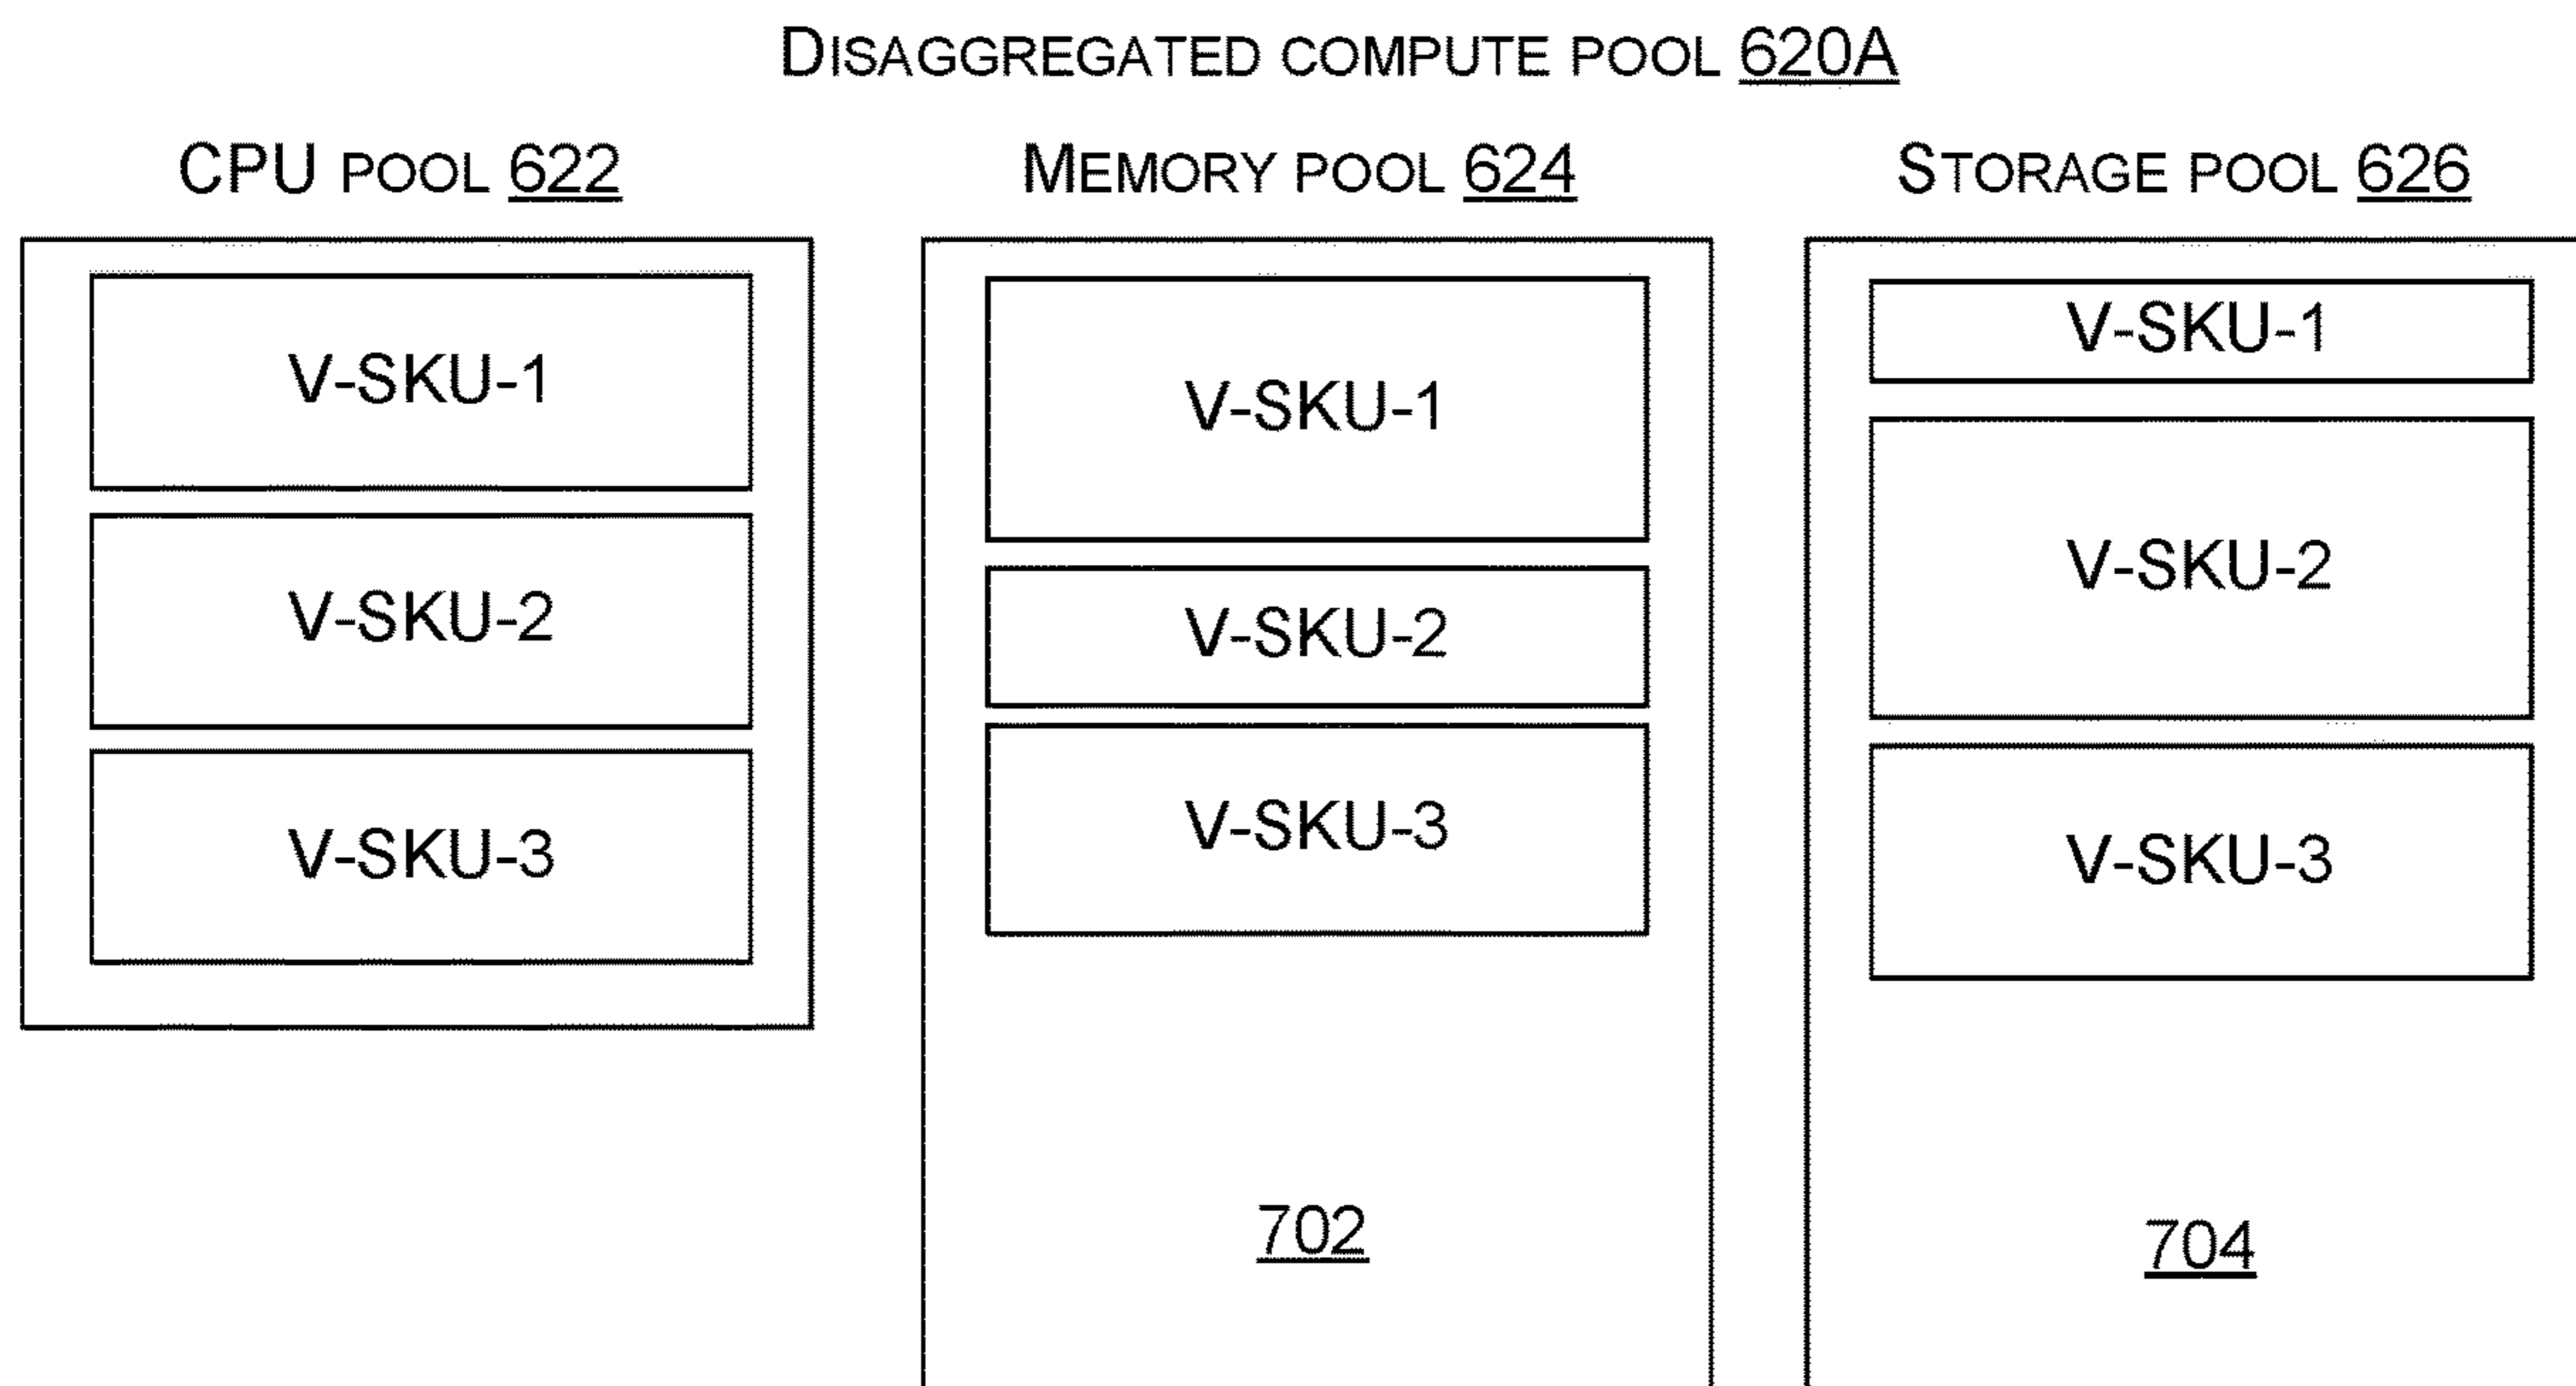 DISAGGREGATED COMPUTE POOL 620A
CPU POOL 622
V-SKU-1
V-SKU-2
V-SKU-3
MEMORY POOL 624
V-SKU-1
V-SKU-2
V-SKU-3
702
STORAGE POOL 626
V-SKU-1
V-SKU-2
V-SKU-3
704